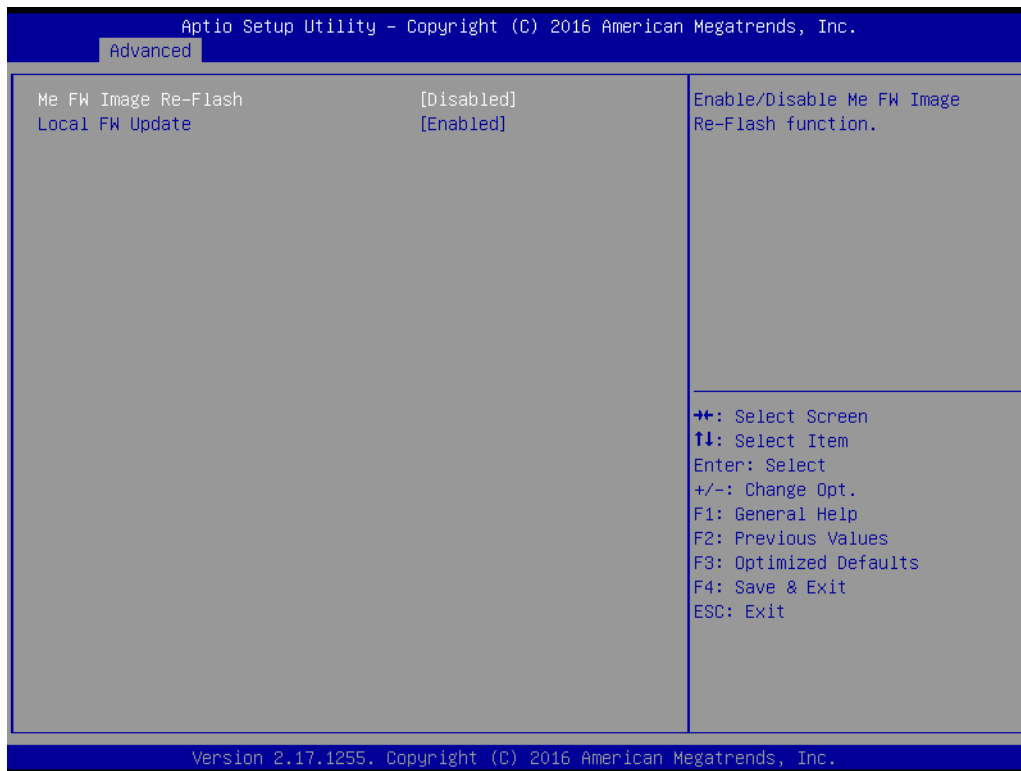 Aptio Setup Utility – Copyright (C) 2016 American Megatrends, Inc.
Advanced
Me FW Image Re-Flash [Disabled]
Local FW Update [Enabled]
Enable/Disable Me FW Image
Re-Flash function.
→←: Select Screen
↑↓: Select Item
Enter: Select
+/-: Change Opt.
F1: General Help
F2: Previous Values
F3: Optimized Defaults
F4: Save & Exit
ESC: Exit
Version 2.17.1255. Copyright (C) 2016 American Megatrends, Inc.